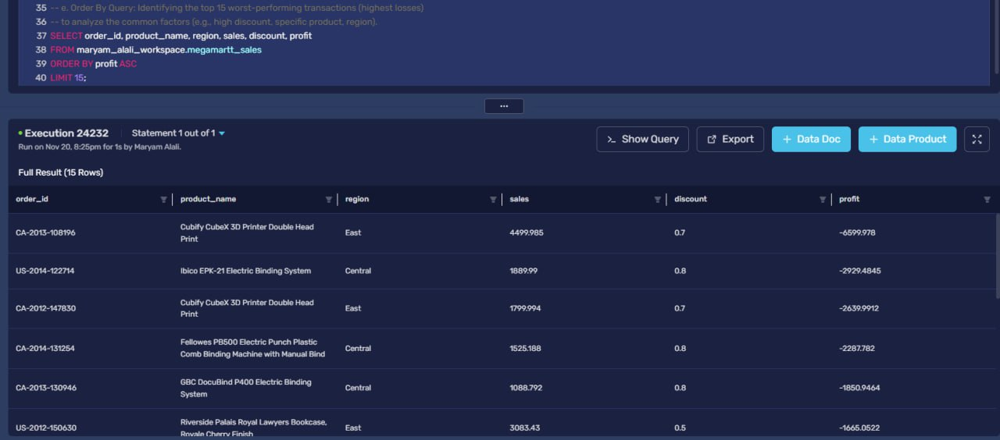 35 -- e. Order By Query: Identifying the top 15 worst-performing transactions (highest losses)
36 -- to analyze the common factors (e.g., high discount, specific product, region).
37 SELECT order_id, product_name, region, sales, discount, profit
38 FROM maryam_alali_workspace.megamartt_sales
39 ORDER BY profit ASC
40 LIMIT 15;
...
Execution 24232 Statement 1 out of 1
Run on Nov 20, 8:25pm for 1s by Maryam Alali.
>_ Show Query Export + Data Doc + Data Product
Full Result (15 Rows)
order_id product_name region sales discount profit
CA-2013-108196 Cubify CubeX 3D Printer Double Head East 4499.985 0.7 -6599.978
Print
US-2014-122714 Ibico EPK-21 Electric Binding System Central 1889.99 0.8 -2929.4845
CA-2012-147830 Cubify CubeX 3D Printer Double Head East 1799.994 0.7 -2639.9912
Print
CA-2014-131254 Fellowes PB500 Electric Punch Plastic Central 1525.188 0.8 -2287.782
Comb Binding Machine with Manual Bind
CA-2013-130946 GBC DocuBind P400 Electric Binding Central 1088.792 0.8 -1850.9464
System
US-2012-150630 Riverside Palais Royal Lawyers Bookcase, East 3083.43 0.5 -1665.0522
Royale Cherry Finish